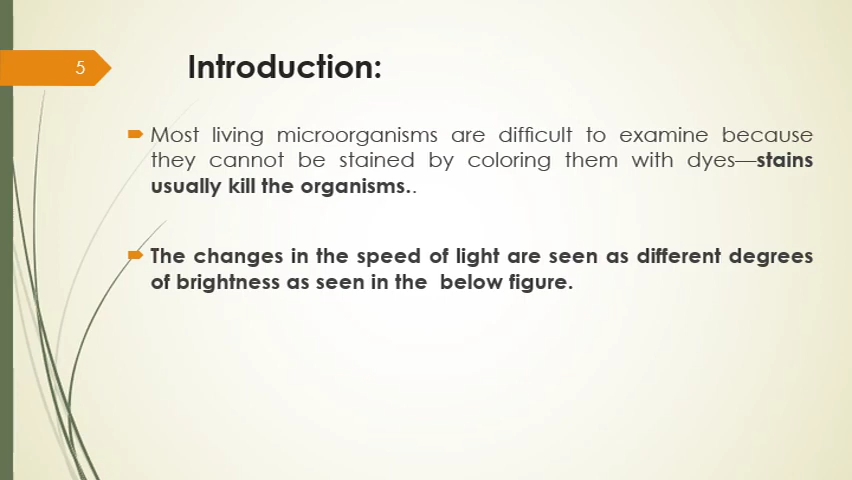 5
Introduction:
Most living microorganisms are difficult to examine because
they cannot be stained by coloring them with dyes—stains
usually kill the organisms..
The changes in the speed of light are seen as different degrees
of brightness as seen in the below figure.